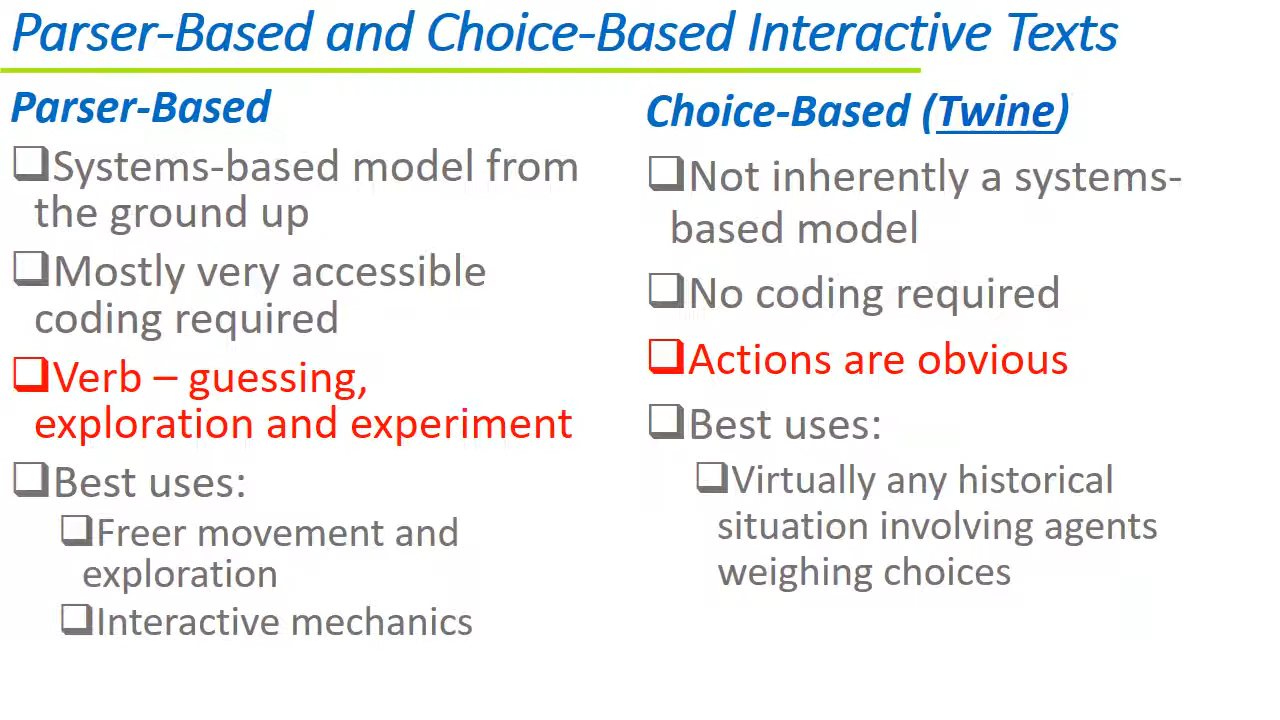 Parser-Based and Choice-Based Interactive Texts
Parser-Based
❑Systems-based model from
the ground up
❑Mostly very accessible
coding required
❑Verb – guessing,
exploration and experiment
❑Best uses:
❑Freer movement and
exploration
❑Interactive mechanics
Choice-Based (Twine)
❑Not inherently a systems-
based model
❑No coding required
❑Actions are obvious
❑Best uses:
❑Virtually any historical
situation involving agents
weighing choices